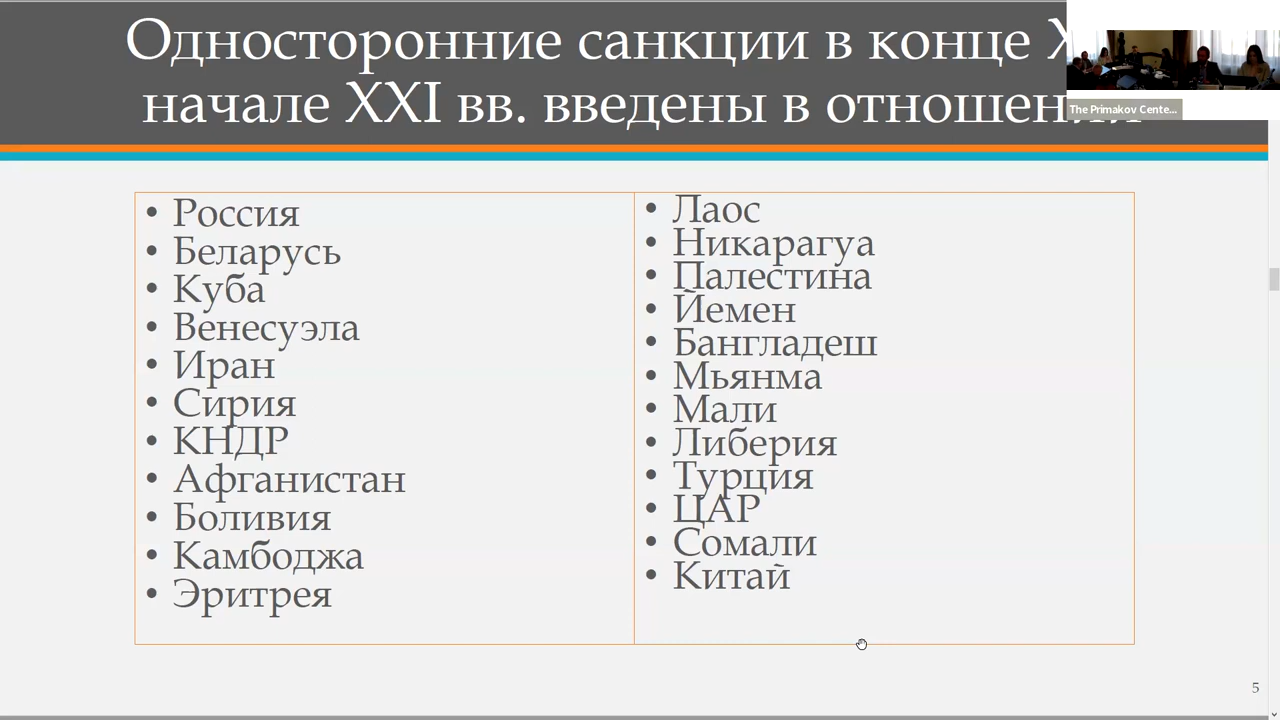 Односторонние санкции в конце
начале XXI вв. введены в
The Primakov Cente...
• Россия
• Беларусь
• Куба
• Венесуэла
• Иран
• Сирия
• КНДР
• Афганистан
• Боливия
• Камбоджа
• Эритрея
• Лаос
• Никарагуа
• Палестина
• Йемен
• Бангладеш
• Мьянма
• Мали
• Либерия
• Турция
• ЦАР
• Сомали
• Китай
5